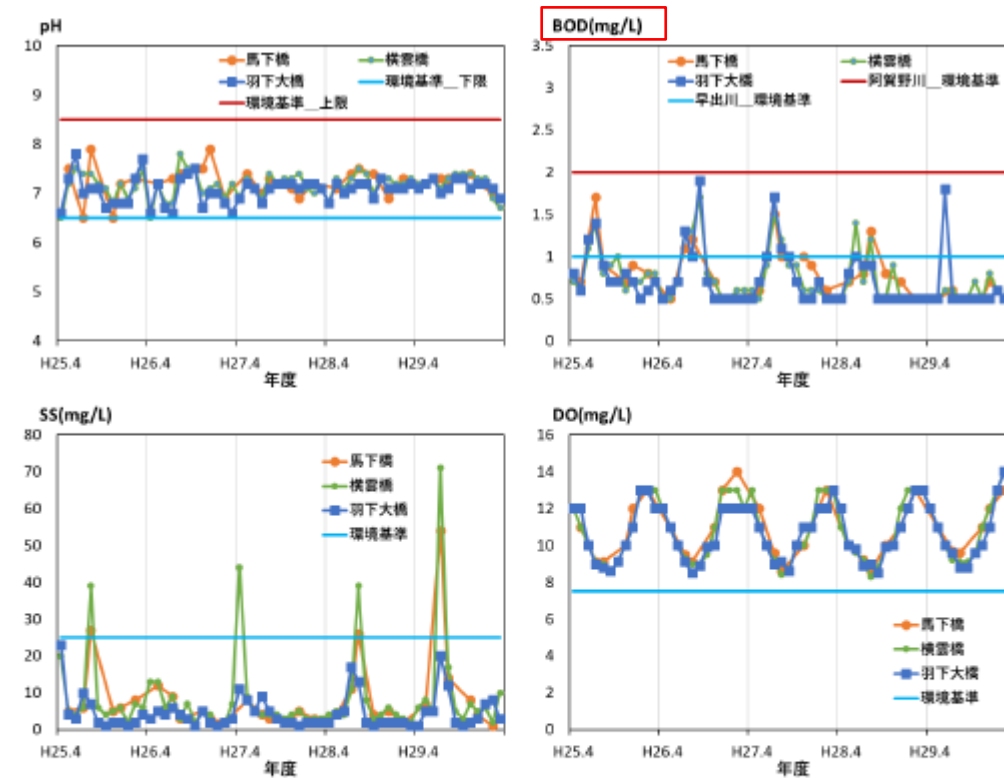 pH
10
9
8
7
6
5
4
馬下橋
横雲橋
羽下大橋
環境基準__下限
環境基準__上限
H25.4
H26.4
H27.4
H28.4
H29.4
年度
BOD(mg/L)
3.5
3
2.5
2
1.5
1
0.5
0
馬下橋
横雲橋
羽下大橋
阿賀野川__環境基準
早出川__環境基準
H25.4
H26.4
H27.4
H28.4
H29.4
年度
SS(mg/L)
80
70
60
50
40
30
20
10
0
馬下橋
横雲橋
羽下大橋
環境基準
H25.4
H26.4
H27.4
H28.4
H29.4
年度
DO(mg/L)
16
14
12
10
8
6
4
2
0
馬下橋
横雲橋
羽下大橋
環境基準
H25.4
H26.4
H27.4
H28.4
H29.4
年度